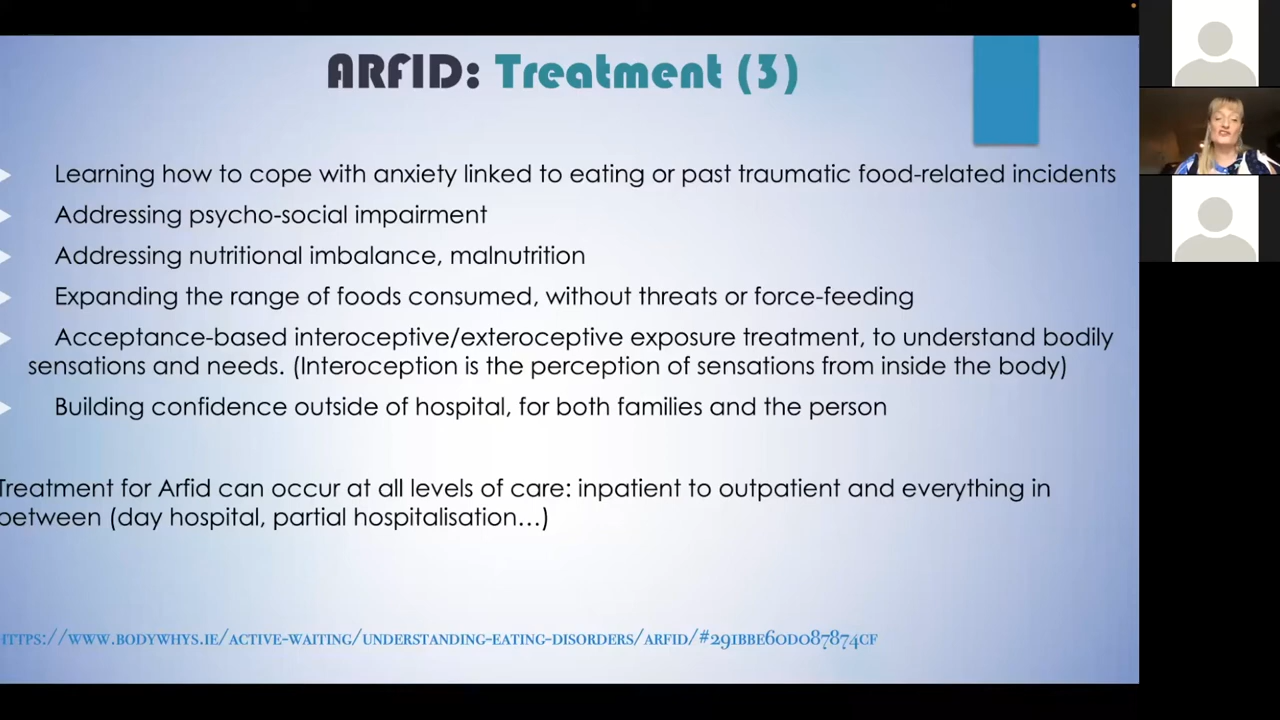 ARFID: Treatment (3)
Learning how to cope with anxiety linked to eating or past traumatic food-related incidents
Addressing psycho-social impairment
Addressing nutritional imbalance, malnutrition
Expanding the range of foods consumed, without threats or force-feeding
Acceptance-based interoceptive/exteroceptive exposure treatment, to understand bodily
sensations and needs. (Interoception is the perception of sensations from inside the body)
Building confidence outside of hospital, for both families and the person
Treatment for Arfid can occur at all levels of care: inpatient to outpatient and everything in
between (day hospital, partial hospitalisation…)
HTTPS://WWW.BODYWHYS.IE/ACTIVE-WAITING/UNDERSTANDING-EATING-DISORDERS/ARFID/#291BBE60D087874CF